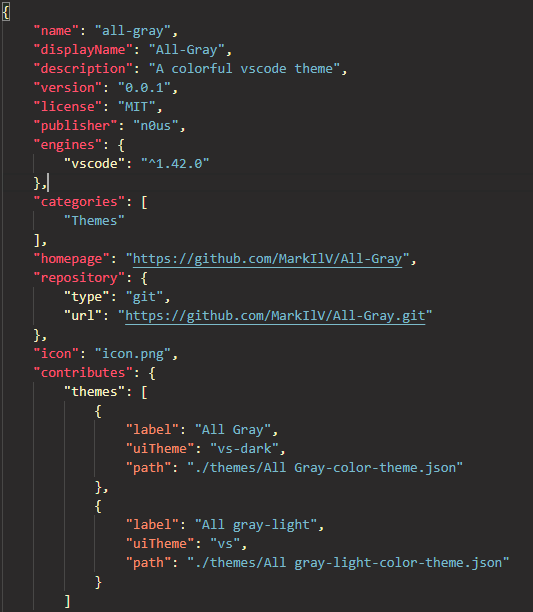 {
"name": "all-gray",
"displayName": "All-Gray",
"description": "A colorful vscode theme",
"version": "0.0.1",
"license": "MIT",
"publisher": "n0us",
"engines": {
"vscode": "^1.42.0"
},
"categories": [
"Themes"
],
"homepage": "https://github.com/MarkIlV/All-Gray",
"repository": {
"type": "git",
"url": "https://github.com/MarkIlV/All-Gray.git"
},
"icon": "icon.png",
"contributes": {
"themes": [
{
"label": "All Gray",
"uiTheme": "vs-dark",
"path": "./themes/All Gray-color-theme.json"
},
{
"label": "All gray-light",
"uiTheme": "vs",
"path": "./themes/All gray-light-color-theme.json"
}
]